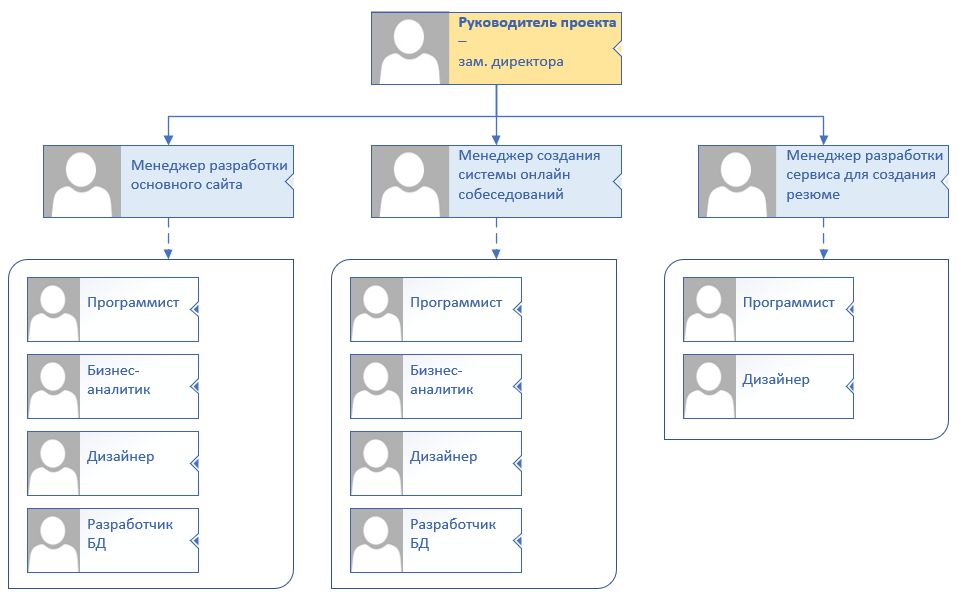 Руководитель проекта
–
зам. директора
Менеджер разработки
основного сайта
Менеджер создания
системы онлайн
собеседований
Менеджер разработки
сервиса для создания
резюме
Программист
Бизнес-
аналитик
Дизайнер
Разработчик
БД
Программист
Бизнес-
аналитик
Дизайнер
Разработчик
БД
Программист
Дизайнер